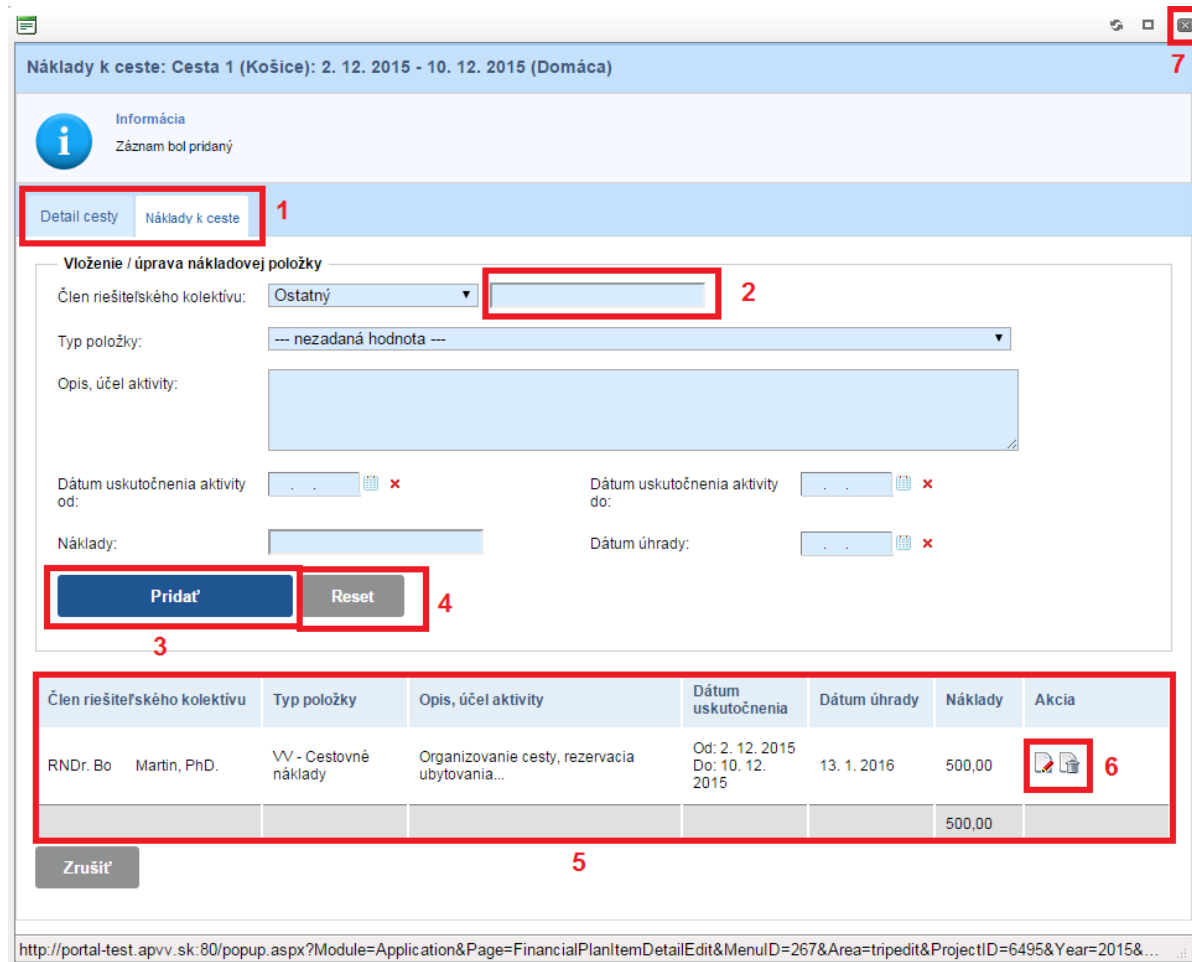 7
Náklady k ceste: Cesta 1 (Košice): 2. 12. 2015 - 10. 12. 2015 (Domáca)
i
Informácia
Záznam bol pridaný
Detail cesty
Náklady k ceste
1
Vloženie / úprava nákladovej položky
Člen riešiteľského kolektívu:
Ostatný
2
Typ položky:
--- nezadaná hodnota ---
Opis, účel aktivity:
Dátum uskutočnenia aktivity
od:
. .
Dátum uskutočnenia aktivity
do:
. .
Náklady:
Dátum úhrady:
. .
Pridať
Reset
4
3
Člen riešiteľského kolektívu
Typ položky
Opis, účel aktivity
Dátum
uskutočnenia
Dátum úhrady
Náklady
Akcia
RNDr. Bo Martin, PhD.
VV - Cestovné
náklady
Organizovanie cesty, rezervacia
ubytovania...
Od: 2. 12. 2015
Do: 10. 12.
2015
13. 1. 2016
500,00
6
500,00
5
Zrušiť
http://portal-test.apvv.sk:80/popup.aspx?Module=Application&Page=FinancialPlanItemDetailEdit&MenuID=267&Area=tripedit&ProjectID=6495&Year=2015&...